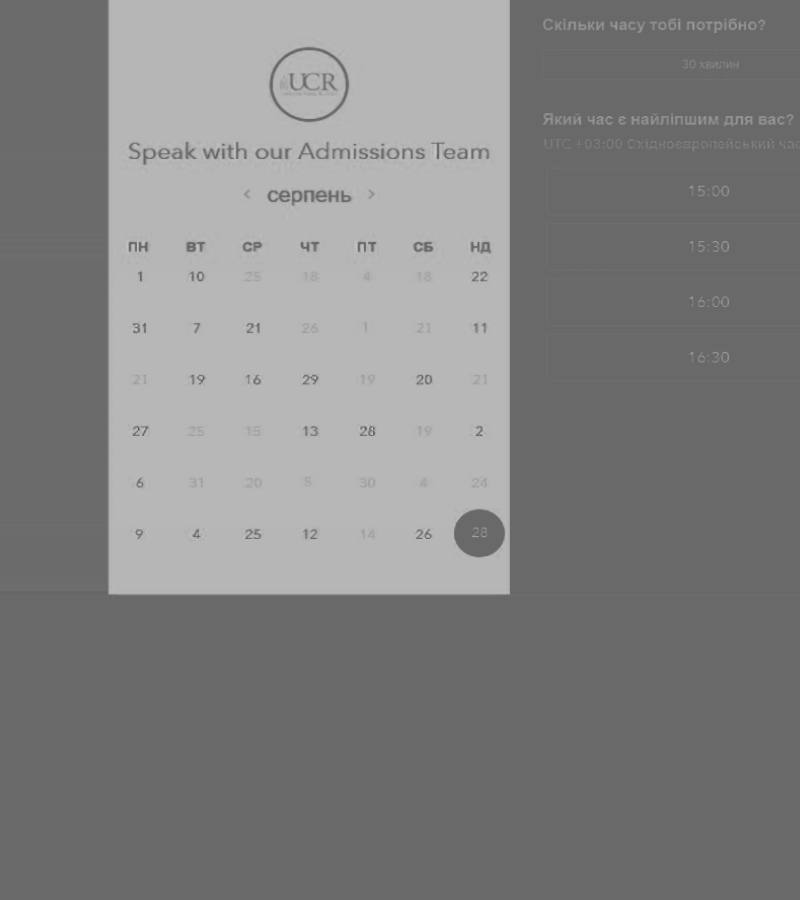 UCR
Speak with our Admissions Team
< серпень >
ПН ВТ СР ЧТ ПТ СБ НД
1 10 25 18 4 18 22
31 7 21 26 1 21 11
21 19 16 29 19 20 21
27 25 15 13 28 19 2
6 31 20 5 30 4 24
9 4 25 12 14 26 28
Скільки часу тобі потрібно?
30 хвилин
Який час є найліпшим для вас?
UTC +03:00 Східноєвропейський час
15:00
15:30
16:00
16:30